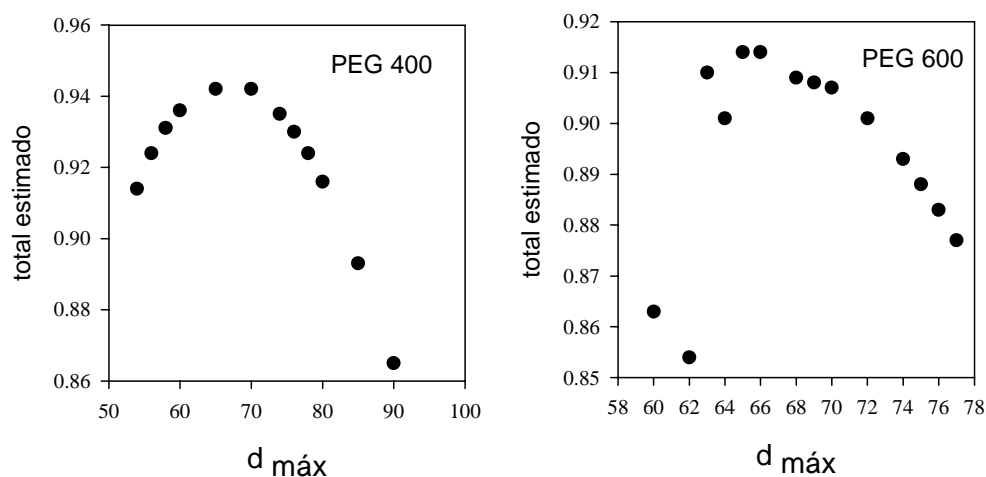 0.96
0.94
0.92
0.90
0.88
0.86
50 60 70 80 90 100
total estimado
PEG 400
d máx
0.92
0.91
0.90
0.89
0.88
0.87
0.86
0.85
58 60 62 64 66 68 70 72 74 76 78
total estimado
PEG 600
d máx